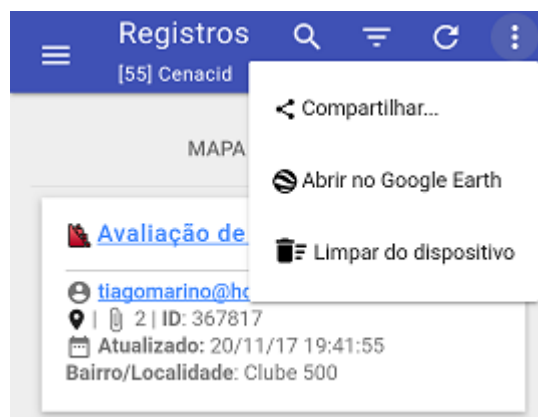 Registros
[55] Cenacid
Compartilhar...
MAPA
Abrir no Google Earth
Avaliação de
Limpar do dispositivo
tiagomarino@ho
| 2 | ID: 367817
Atualizado: 20/11/17 19:41:55
Bairro/Localidade: Clube 500